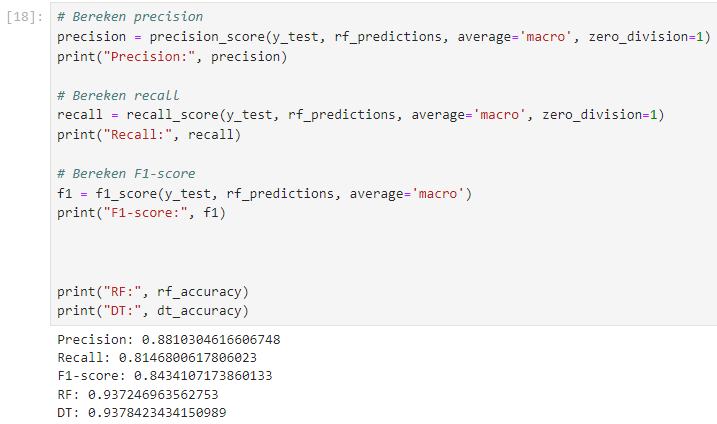 [18]: # Bereken precision
precision = precision_score(y_test, rf_predictions, average='macro', zero_division=1)
print("Precision:", precision)
# Bereken recall
recall = recall_score(y_test, rf_predictions, average='macro', zero_division=1)
print("Recall:", recall)
# Bereken F1-score
f1 = f1_score(y_test, rf_predictions, average='macro')
print("F1-score:", f1)
print("RF:", rf_accuracy)
print("DT:", dt_accuracy)
Precision: 0.8810304616606748
Recall: 0.8146800617806023
F1-score: 0.8434107173860133
RF: 0.937246963562753
DT: 0.9378423434150989